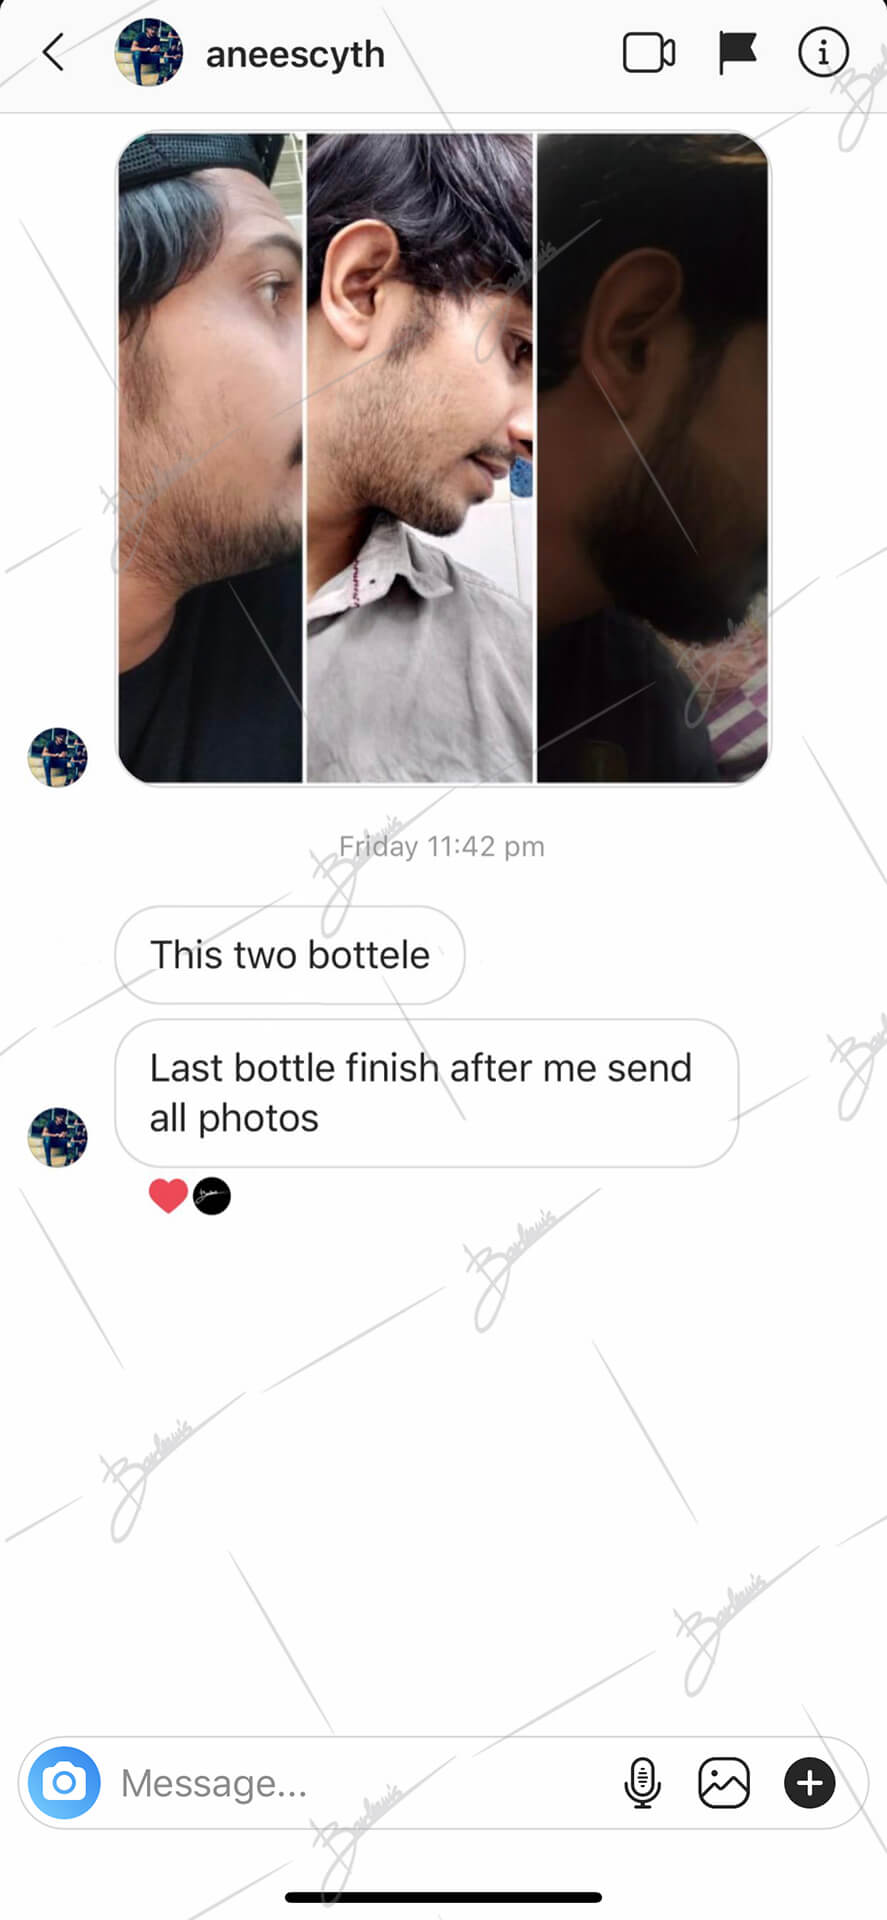 aneescyth
Friday 11:42 pm
This two bottele
Last bottle finish after me send
all photos
Message...